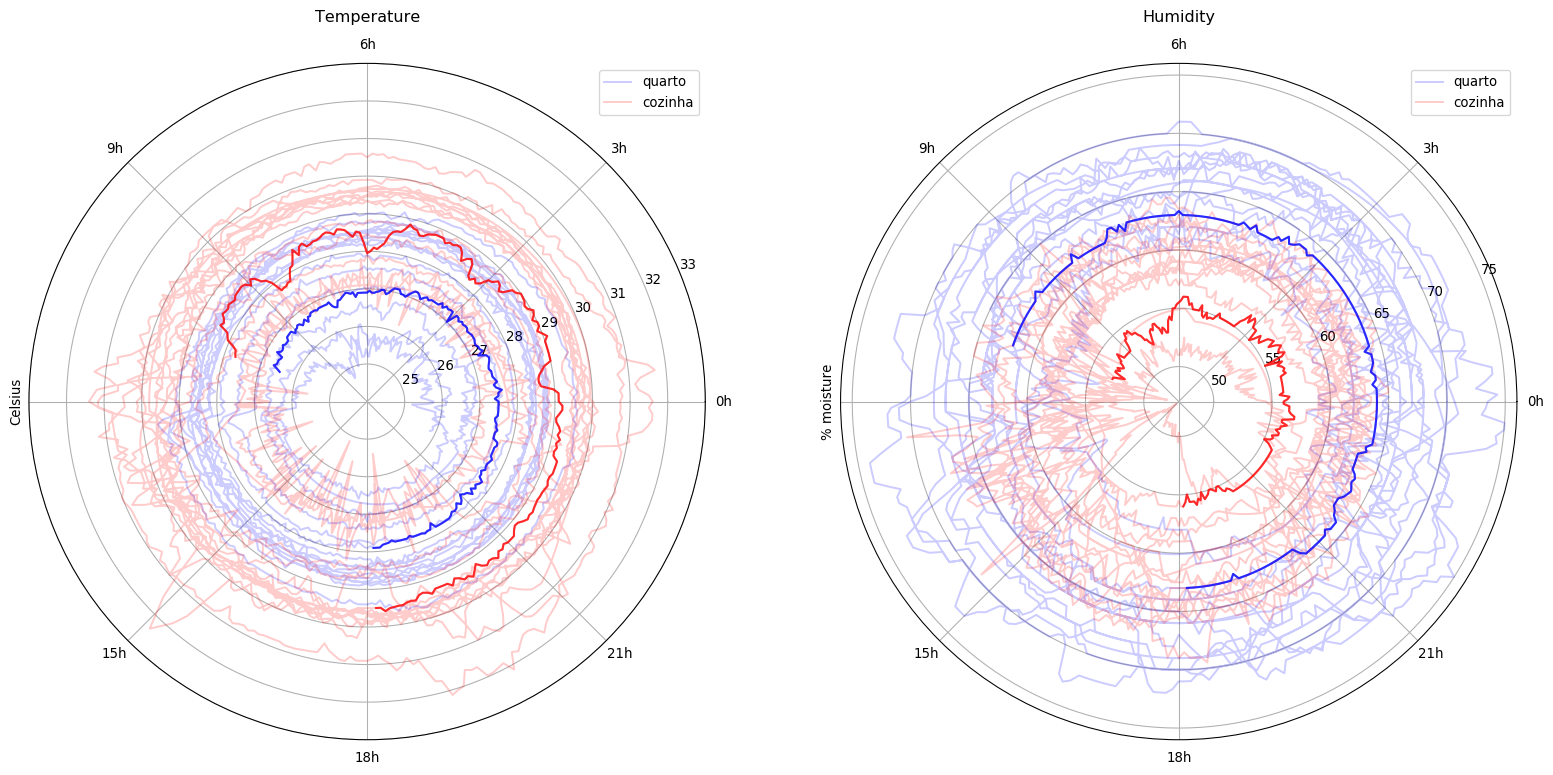 Temperature
6h
quarto
cozinha
9h
3h
33
32
31
30
29
28
27
26
25
Celsius
0h
15h
21h
18h
Humidity
6h
quarto
cozinha
9h
3h
75
70
65
60
55
50
% moisture
0h
15h
21h
18h